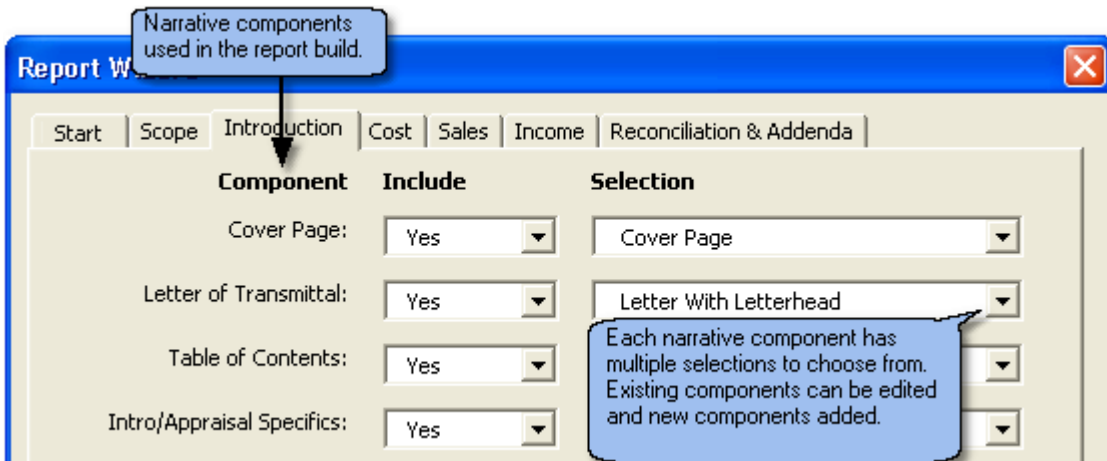 Narrative components
used in the report build.
Report W
Start Scope Introduction Cost Sales Income Reconciliation & Addenda
Component Include Selection
Cover Page: Yes Cover Page
Letter of Transmittal: Yes Letter With Letterhead
Each narrative component has
multiple selections to choose from.
Existing components can be edited
and new components added.
Table of Contents: Yes
Intro/Appraisal Specifics: Yes